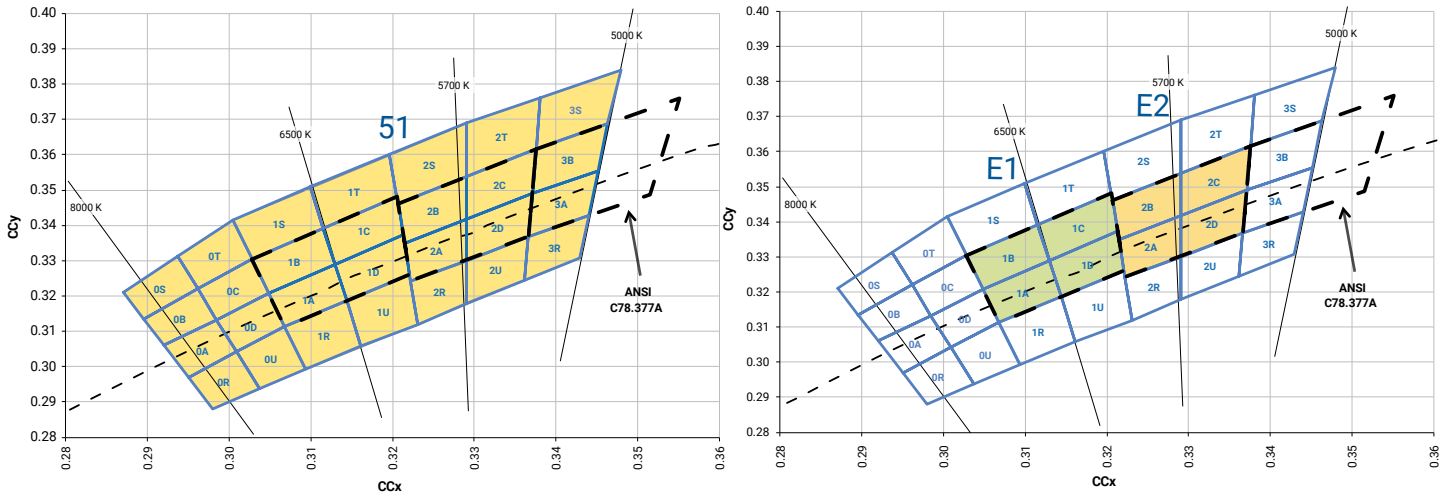 0.40
0.39
0.38
0.37
0.36
0.35
0.34
0.33
0.32
0.31
0.30
0.29
0.28
CCy
0.28
0.29
0.30
0.31
0.32
0.33
0.34
0.35
0.36
CCx
5000 K
5700 K
6500 K
8000 K
51
3S
2T
2S
1T
1S
0T
0S
3B
2C
2B
1C
1B
0C
0B
3A
2D
2A
1D
1A
0D
0A
3R
2U
2R
1U
1R
0U
0R
ANSI
C78.377A
0.40
0.39
0.38
0.37
0.36
0.35
0.34
0.33
0.32
0.31
0.30
0.29
0.28
CCy
0.28
0.29
0.30
0.31
0.32
0.33
0.34
0.35
0.36
CCx
5000 K
5700 K
6500 K
8000 K
E2
E1
3S
2T
2S
1T
1S
0T
0S
3B
2C
2B
1C
1B
0C
0B
3A
2D
2A
1D
1A
0D
0A
3R
2U
2R
1U
1R
0U
0R
ANSI
C78.377A